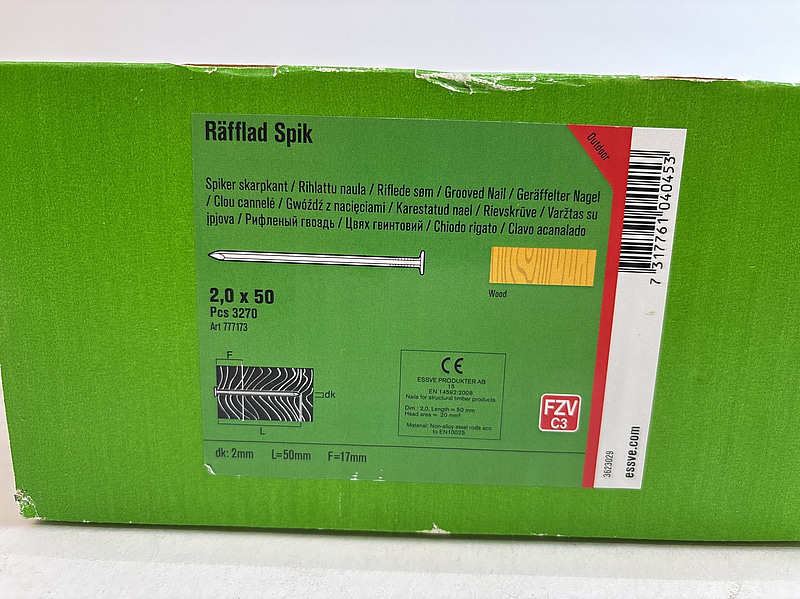 Räfflad Spik
Outdoor
Spiker skarpkant / Rihlattu naula / Riflede søm / Grooved Nail / Geräffelter Nagel
/ Clou cannelé / Gwóźdź z nacięciami / Karestatud nael / Rievskrūve / Varžtas su
įpjova / Рифленый гвоздь / Цвях гвинтовий / Chiodo rigato / Clavo acanalado
Wood
2,0 x 50
Pcs 3270
Art 777173
F
dk
L
CE
ESSVE PRODUKTER AB
15
EN 14592:2008
Nails for structural timber products
Dim : 2,0, Length = 50 mm
Head area = 20 mm²
Material: Non-alloy steel rods acc
to EN10025
FZV
C3
dk: 2mm L=50mm F=17mm
7 317761 040453
3623029
essve.com